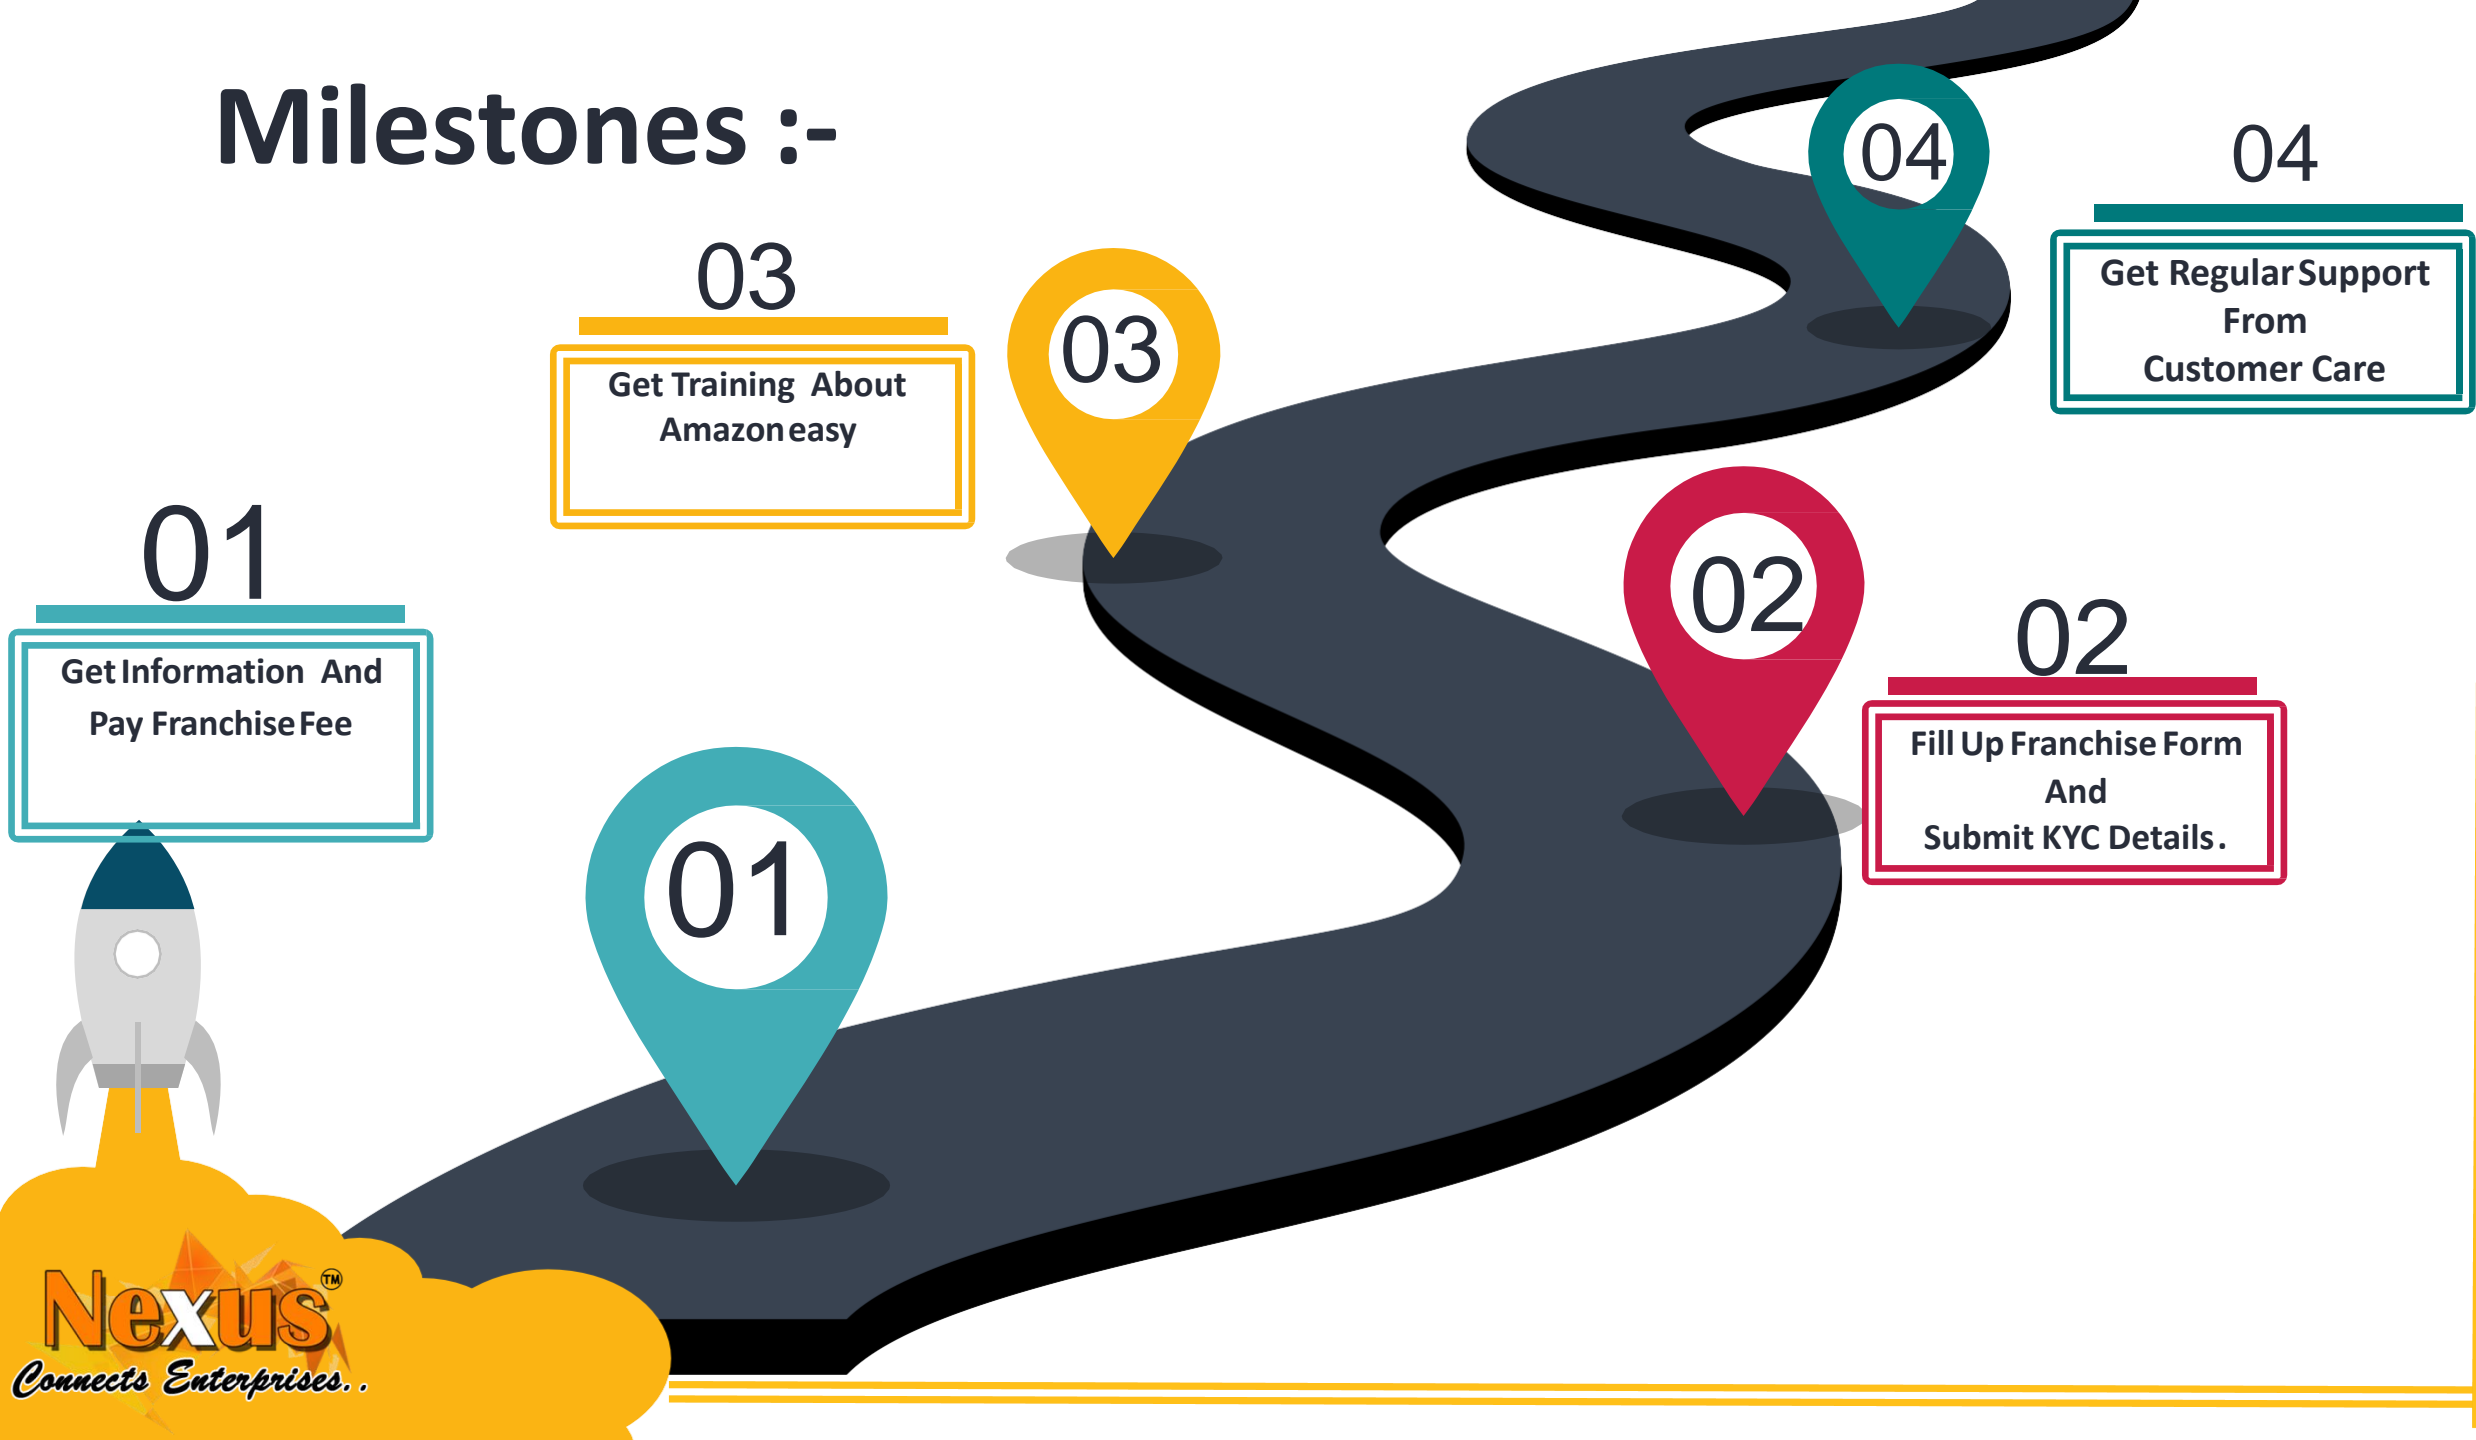 Milestones :-
04
04
Get Regular Support
From
Customer Care
03
03
Get Training About
Amazon easy
01
Get Information And
Pay Franchise Fee
02
02
Fill Up Franchise Form
And
Submit KYC Details.
01
Nexus™
Connects Enterprises..